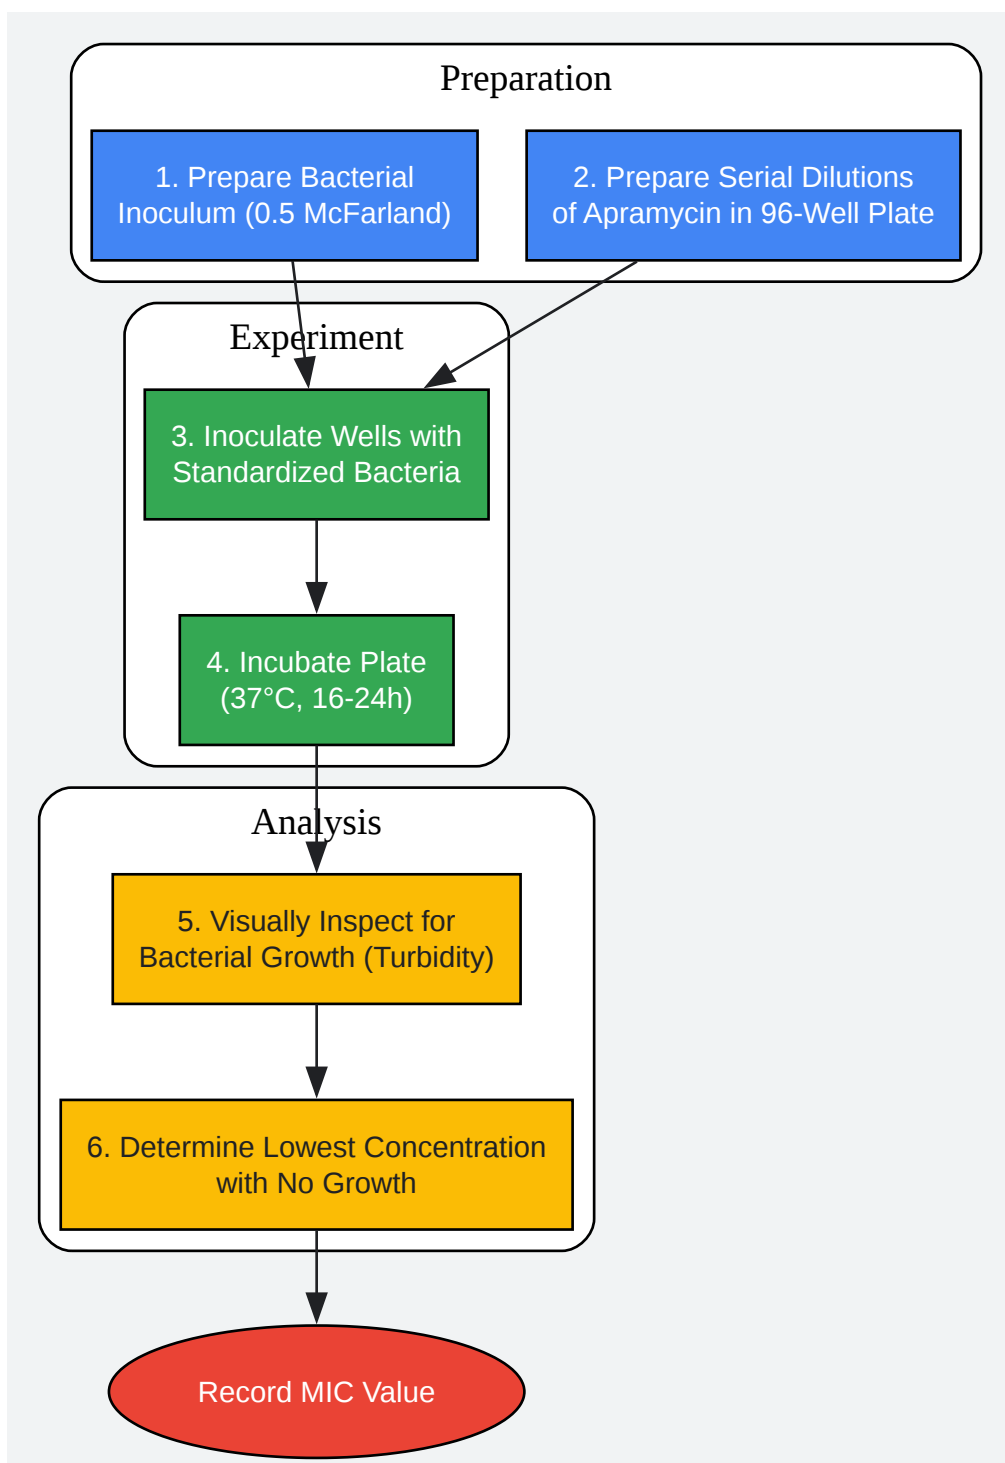 Preparation
1. Prepare Bacterial
Inoculum (0.5 McFarland)
2. Prepare Serial Dilutions
of Apramycin in 96-Well Plate
Experiment
3. Inoculate Wells with
Standardized Bacteria
4. Incubate Plate
(37°C, 16-24h)
Analysis
5. Visually Inspect for
Bacterial Growth (Turbidity)
6. Determine Lowest Concentration
with No Growth
Record MIC Value